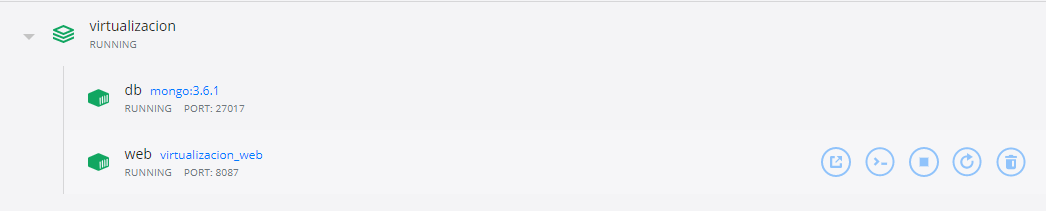 virtualizacion
RUNNING
db mongo:3.6.1
RUNNING PORT: 27017
web virtualizacion_web
RUNNING PORT: 8087